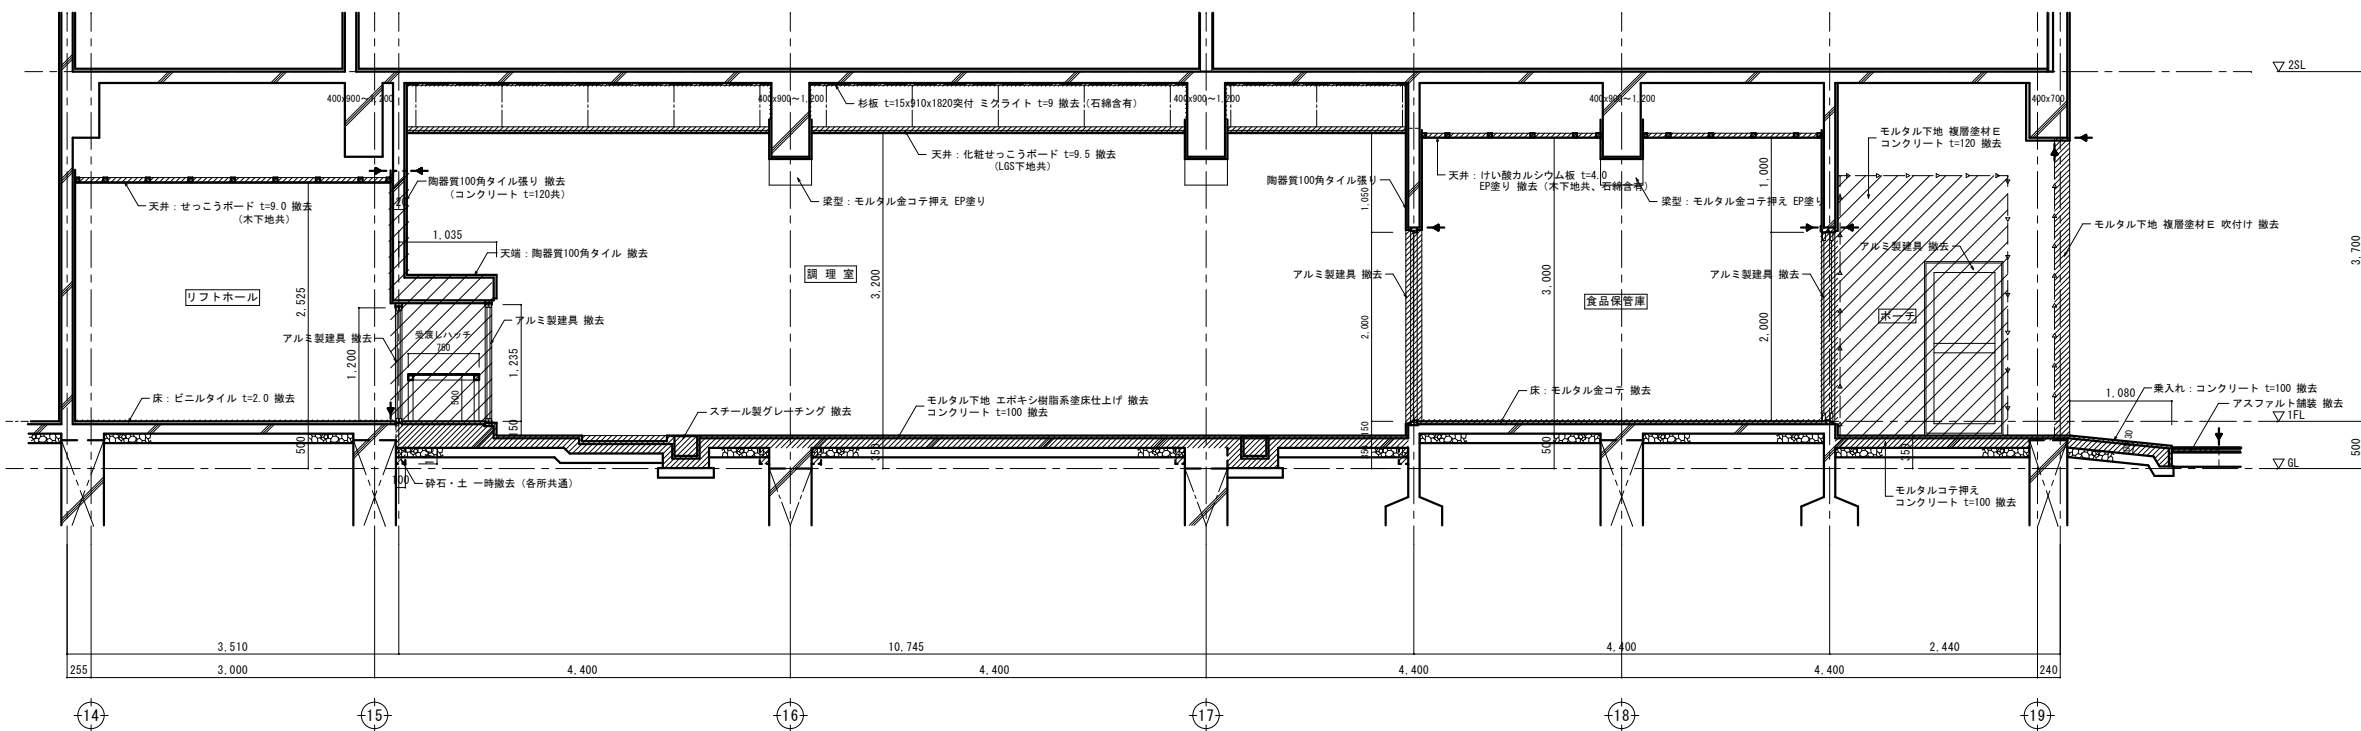 2SL
400x900～1,200
400x900～1,200
400x900～1,200
400x900～1,200
400x700
杉板 t=15x910x1820突付 ミクライト t=9 撤去（石綿含有）
天井：化粧せっこうボード t=9.5 撤去
(LGS下地共)
モルタル下地 複層塗材Ｅ
コンクリート t=120 撤去
陶器質100角タイル張り 撤去
（コンクリート t=120共）
陶器質100角タイル張り
天井：けい酸カルシウム板 t=4.0
EP塗り 撤去（木下地共、石綿含有）
天井：せっこうボード t=9.0 撤去
（木下地共）
梁型：モルタル金コテ押え EP塗り
梁型：モルタル金コテ押え EP塗り
1,050
1,000
モルタル下地 複層塗材Ｅ 吹付け 撤去
1,035
天端：陶器質100角タイル 撤去
アルミ製建具 撤去
調 理 室
アルミ製建具 撤去
アルミ製建具 撤去
3,700
リフトホール
2,525
3,200
3,000
食品保管庫
ポーチ
アルミ製建具 撤去
受渡しハッチ
750
アルミ製建具 撤去
2,000
2,000
1,200
1,235
500
床：ビニルタイル t=2.0 撤去
スチール製グレーチング 撤去
モルタル下地 エポキシ樹脂系塗床仕上げ 撤去
コンクリート t=100 撤去
床：モルタル金コテ 撤去
1,080
乗入れ：コンクリート t=100 撤去
アスファルト舗装 撤去
1FL
150
150
500
350
350
500
350
30
500
GL
100
砕石・土 一時撤去（各所共通）
モルタルコテ押え
コンクリート t=100 撤去
3,510
10,745
4,400
2,440
255
3,000
4,400
4,400
4,400
4,400
240
14
15
16
17
18
19